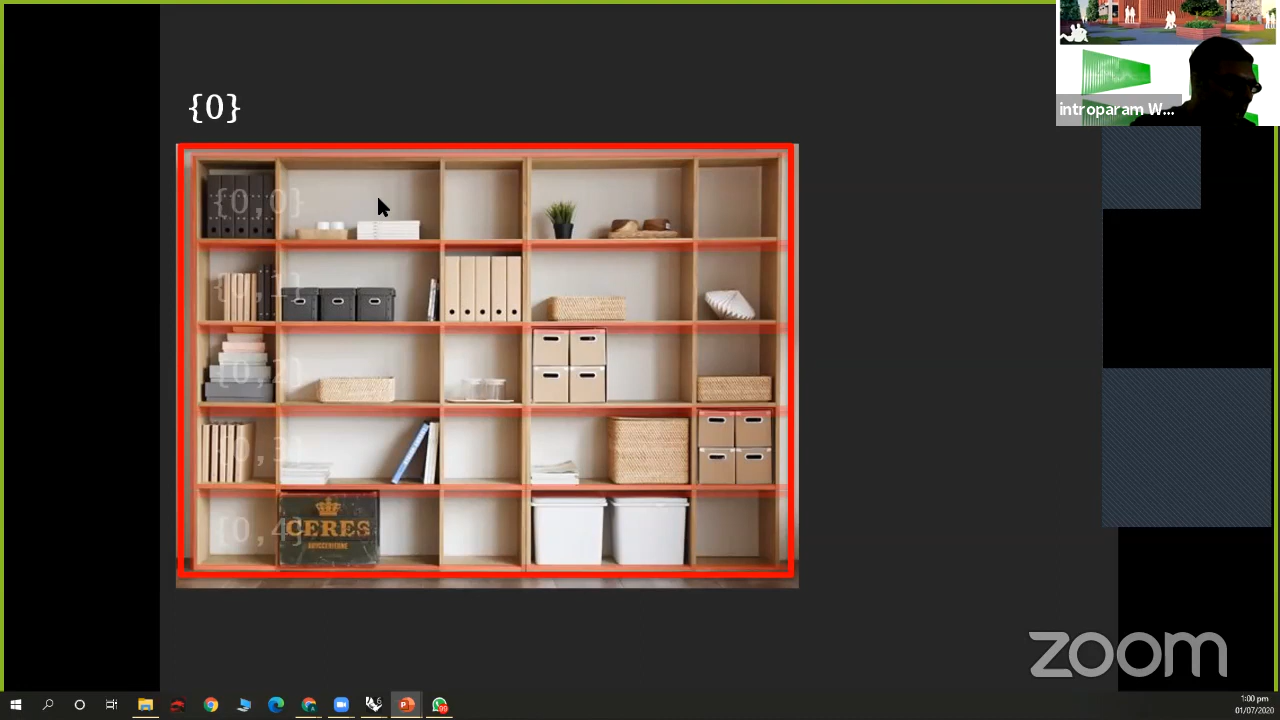 {0}
introparam W...
{0,0}
{0,1}
{0,2}
{0,3}
{0,4}
CERES
zoom
1:00 pm
01/07/2020